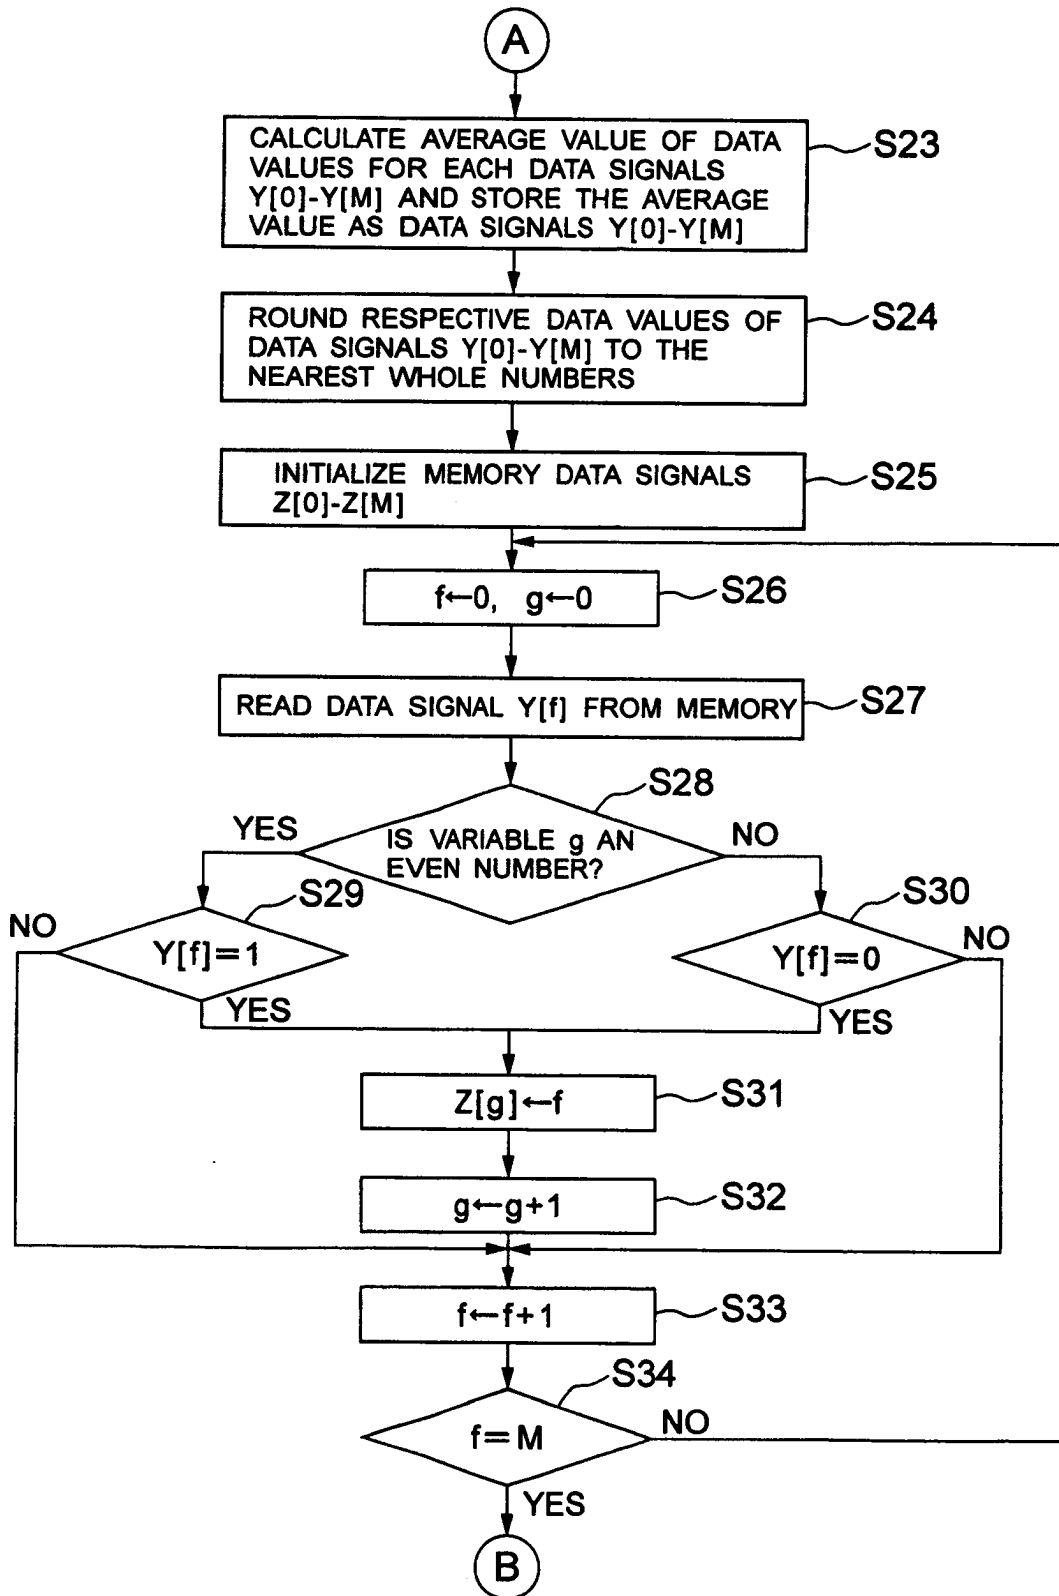 A
CALCULATE AVERAGE VALUE OF DATA
VALUES FOR EACH DATA SIGNALS
Y[0]-Y[M] AND STORE THE AVERAGE
VALUE AS DATA SIGNALS Y[0]-Y[M]
S23
ROUND RESPECTIVE DATA VALUES OF
DATA SIGNALS Y[0]-Y[M] TO THE
NEAREST WHOLE NUMBERS
S24
INITIALIZE MEMORY DATA SIGNALS
Z[0]-Z[M]
S25
f←0, g←0
S26
READ DATA SIGNAL Y[f] FROM MEMORY
S27
S28
YES
IS VARIABLE g AN
EVEN NUMBER?
NO
S29
S30
NO
Y[f]=1
Y[f]=0
NO
YES
YES
Z[g]←f
S31
g←g+1
S32
f←f+1
S33
S34
f=M
NO
YES
B